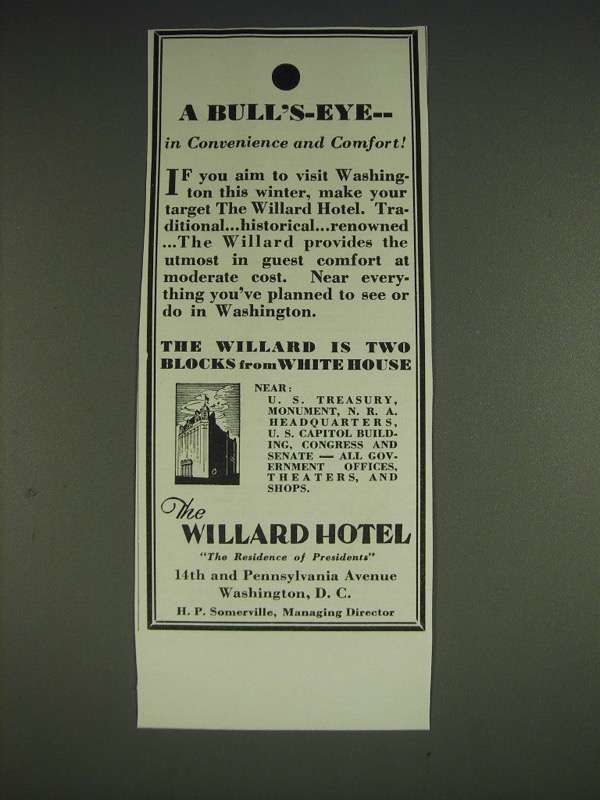 A BULL'S-EYE--
in Convenience and Comfort!
IF you aim to visit Washing-
ton this winter, make your
target The Willard Hotel. Tra-
ditional...historical...renowned
...The Willard provides the
utmost in guest comfort at
moderate cost. Near every-
thing you've planned to see or
do in Washington.
THE WILLARD IS TWO
BLOCKS from WHITE HOUSE
NEAR:
U. S. TREASURY,
MONUMENT, N. R. A.
HEADQUARTERS,
U. S. CAPITOL BUILD-
ING, CONGRESS AND
SENATE — ALL GOV-
ERNMENT OFFICES,
THEATERS, AND
SHOPS.
The
WILLARD HOTEL
"The Residence of Presidents"
14th and Pennsylvania Avenue
Washington, D. C.
H. P. Somerville, Managing Director